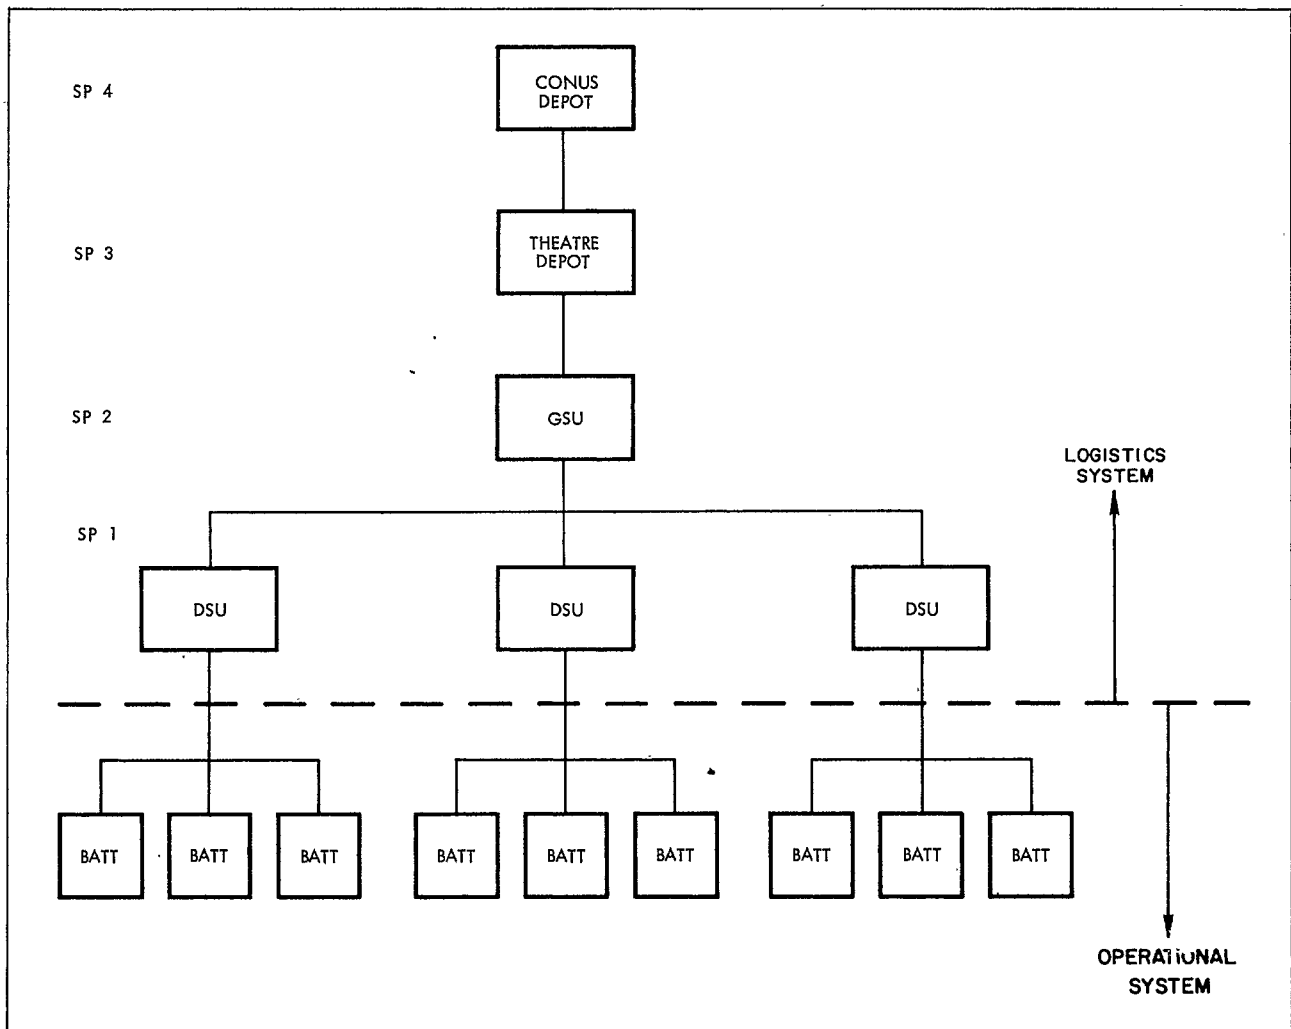 SP 4
CONUS
DEPOT
SP 3
THEATRE
DEPOT
SP 2
GSU
LOGISTICS
SYSTEM
SP 1
DSU
DSU
DSU
BATT
BATT
BATT
BATT
BATT
BATT
BATT
BATT
BATT
OPERATIONAL
SYSTEM